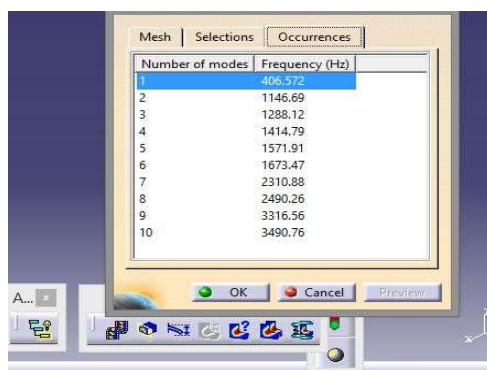 Mesh Selections Occurrences
Number of modes Frequency (Hz)
1 406.572
2 1146.69
3 1288.12
4 1414.79
5 1571.91
6 1673.47
7 2310.88
8 2490.26
9 3316.56
10 3490.76
OK Cancel Preview
A...